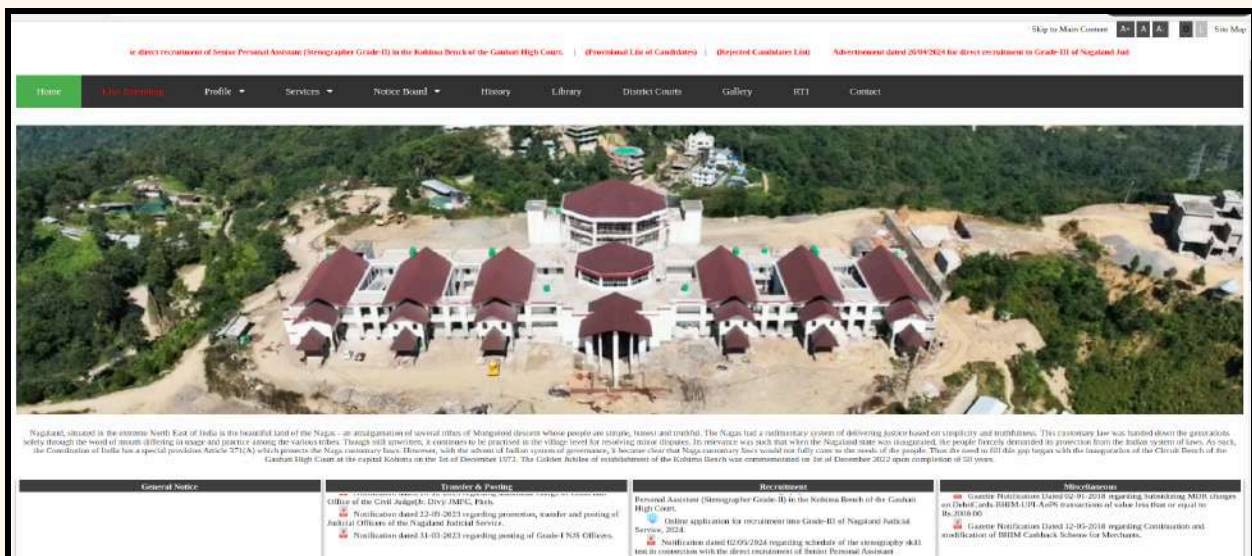 Skip to Main Content A+ A A- Site Map
direct recruitment of Senior Personal Assistant (Stenographer Grade-II) in the Kohima Bench of the Gauhati High Court. | (Provisional List of Candidates) | (Rejected Candidates List) Advertisement dated 26/04/2024 for direct recruitment to Grade-III of Nagaland Jud
Home Live Streaming Profile Services Notice Board History Library District Courts Gallery RTI Contact
Nagaland, situated in the extreme North East of India is the beautiful land of the Nagas - an amalgamation of several tribes of Mongoloid descent whose people are simple, honest and truthful. The Nagas had a rudimentary system of delivering justice based on simplicity and truthfulness. This customary law was handed down the generations
solely through the word of mouth differing in usage and practice among the various tribes. Though still unwritten, it continues to be practised in the village level for resolving minor disputes. Its relevance was such that when the Nagaland state was inaugurated, the people fiercely demanded its protection from the Indian system of laws. As such,
the Constitution of India has a special provision Article 371(A) which protects the Naga customary laws. However, with the advent of Indian system of governance, it became clear that Naga customary laws would not fully cater to the needs of the people. Thus the need to fill this gap began with the inauguration of the Circuit Bench of the
Gauhati High Court at the capital Kohima on the 1st of December 1972. The Golden Jubilee of establishment of the Kohima Bench was commemorated on 1st of December 2022 upon completion of 50 years.
General Notice Transfer & Posting Recruitment Miscellaneous
Office of the Civil Judge(Jr. Div)/ JMFC, Phek.
Notification dated 22-05-2023 regarding promotion, transfer and posting of
Judicial Officers of the Nagaland Judicial Service.
Notification dated 31-03-2023 regarding posting of Grade-I NJS Officers.
Personal Assistant (Stenographer Grade-II) in the Kohima Bench of the Gauhati
High Court.
Online application for recruitment into Grade-III of Nagaland Judicial
Service, 2024.
Notification dated 02/05/2024 regarding schedule of the stenography skill
test in connection with the direct recruitment of Senior Personal Assistant
Gazette Notification Dated 02-01-2018 regarding Subsidizing MDR charges
on DebitCards-BHIM-UPI-AePS transactions of value less than or equal to
Rs.2000.00
Gazette Notification Dated 12-05-2018 regarding Continuation and
modification of BHIM Cashback Scheme for Merchants.